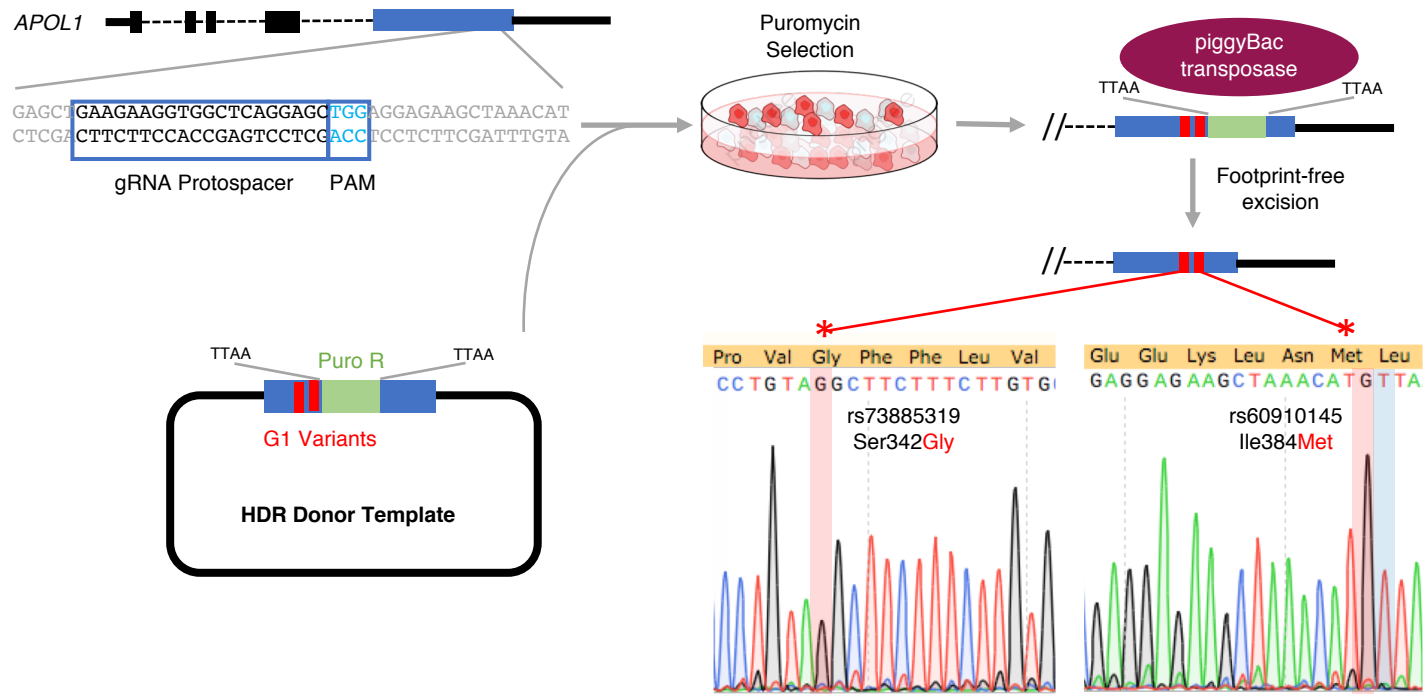 APOL1
GAGCTGAAGAAGGTGGCTCAGGAGCTGGAGGAGAAGCTAAACAT
CTCGACTTCTTCCACCGAGTCCTCGACCTCCTCTTCGATTTGTA
gRNA Protospacer
PAM
Puromycin
Selection
piggyBac
transposase
TTAA
TTAA
//
Footprint-free
excision
//
TTAA
Puro R
TTAA
G1 Variants
HDR Donor Template
*
*
Pro Val Gly Phe Phe Leu Val
CCTGTAGGCTTCTTTCTTGTG
rs73885319
Ser342Gly
Glu Glu Lys Leu Asn Met Leu
GAGGAGAAGCTAAACATGTTA
rs60910145
Ile384Met